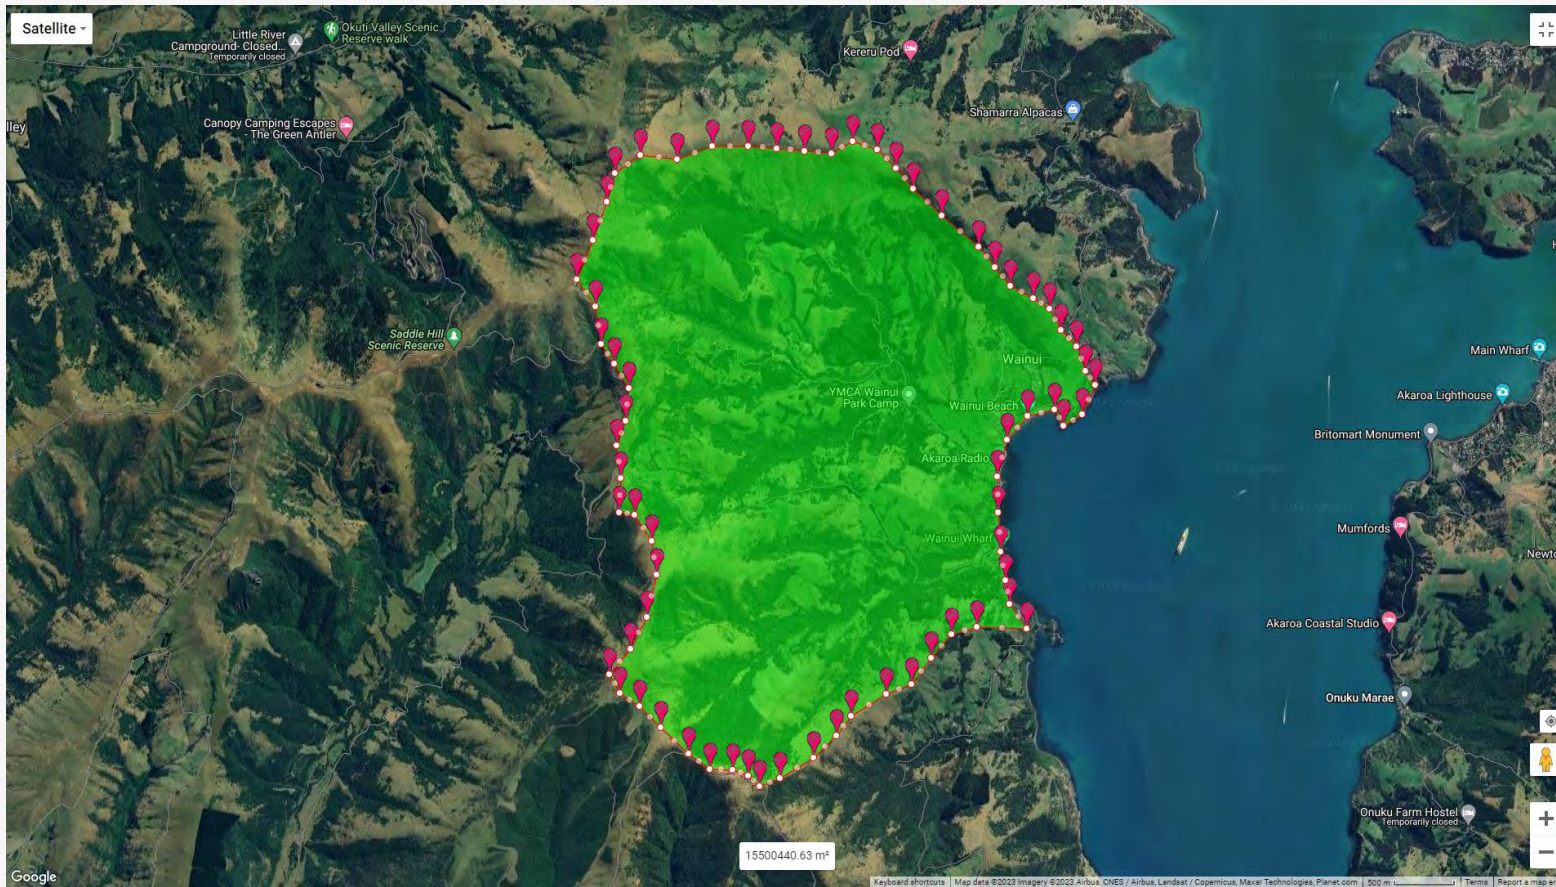 Satellite
Little River
Campground- Closed...
Temporarily closed
Okuti Valley Scenic
Reserve walk
Kereru Pod
Shamarra Alpacas
lley
Canopy Camping Escapes
- The Green Antler
Saddle Hill
Scenic Reserve
Wainui
YMCA Wainui
Park Camp
Wainui Beach
Akaroa Radio
Wainui Wharf
Main Wharf
Akaroa Lighthouse
Britomart Monument
Mumfords
Newto
Akaroa Coastal Studio
Onuku Marae
Onuku Farm Hostel
Temporarily closed
15500440.63 m²
Google
Keyboard shortcuts
Map data ©2023 Imagery ©2023 Airbus, CNES / Airbus, Landsat / Copernicus, Maxar Technologies, Planet.com
500 m
Terms
Report a map e